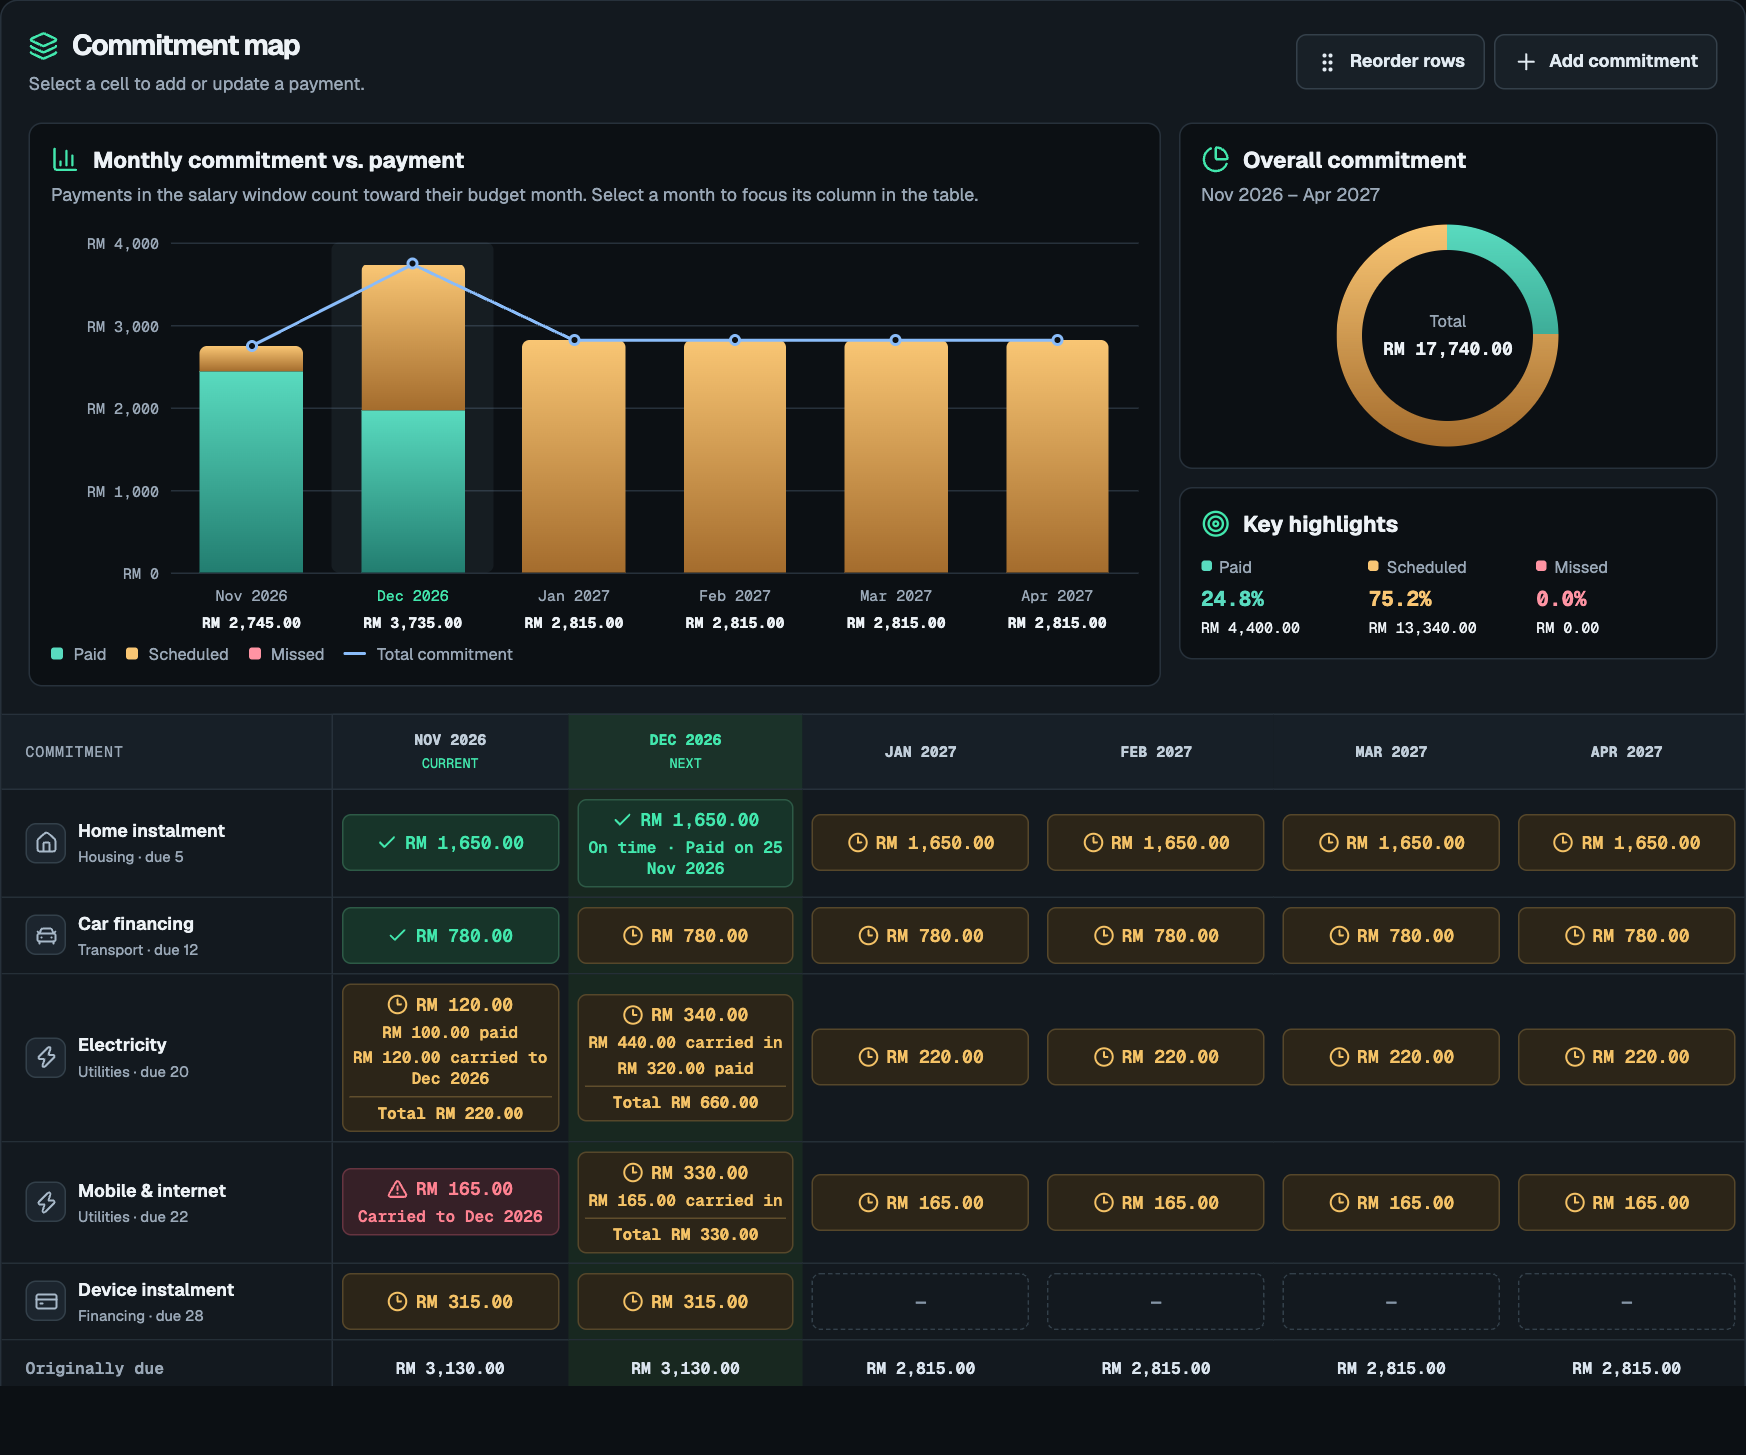 Commitment map
Select a cell to add or update a payment.
Reorder rows
Add commitment
Monthly commitment vs. payment
Payments in the salary window count toward their budget month. Select a month to focus its column in the table.
RM 4,000
RM 3,000
RM 2,000
RM 1,000
RM 0
Nov 2026 Dec 2026 Jan 2027 Feb 2027 Mar 2027 Apr 2027
RM 2,745.00 RM 3,735.00 RM 2,815.00 RM 2,815.00 RM 2,815.00 RM 2,815.00
Paid Scheduled Missed Total commitment
Overall commitment
Nov 2026 – Apr 2027
Total
RM 17,740.00
Key highlights
Paid Scheduled Missed
24.8% 75.2% 0.0%
RM 4,400.00 RM 13,340.00 RM 0.00
COMMITMENT
NOV 2026
CURRENT
DEC 2026
NEXT
JAN 2027
FEB 2027
MAR 2027
APR 2027
Home instalment
Housing · due 5
RM 1,650.00
RM 1,650.00
On time · Paid on 25
Nov 2026
RM 1,650.00
RM 1,650.00
RM 1,650.00
RM 1,650.00
Car financing
Transport · due 12
RM 780.00
RM 780.00
RM 780.00
RM 780.00
RM 780.00
RM 780.00
Electricity
Utilities · due 20
RM 120.00
RM 100.00 paid
RM 120.00 carried to
Dec 2026
Total RM 220.00
RM 340.00
RM 440.00 carried in
RM 320.00 paid
Total RM 660.00
RM 220.00
RM 220.00
RM 220.00
RM 220.00
Mobile & internet
Utilities · due 22
RM 165.00
Carried to Dec 2026
RM 330.00
RM 165.00 carried in
Total RM 330.00
RM 165.00
RM 165.00
RM 165.00
RM 165.00
Device instalment
Financing · due 28
RM 315.00
RM 315.00
–
–
–
–
Originally due
RM 3,130.00
RM 3,130.00
RM 2,815.00
RM 2,815.00
RM 2,815.00
RM 2,815.00